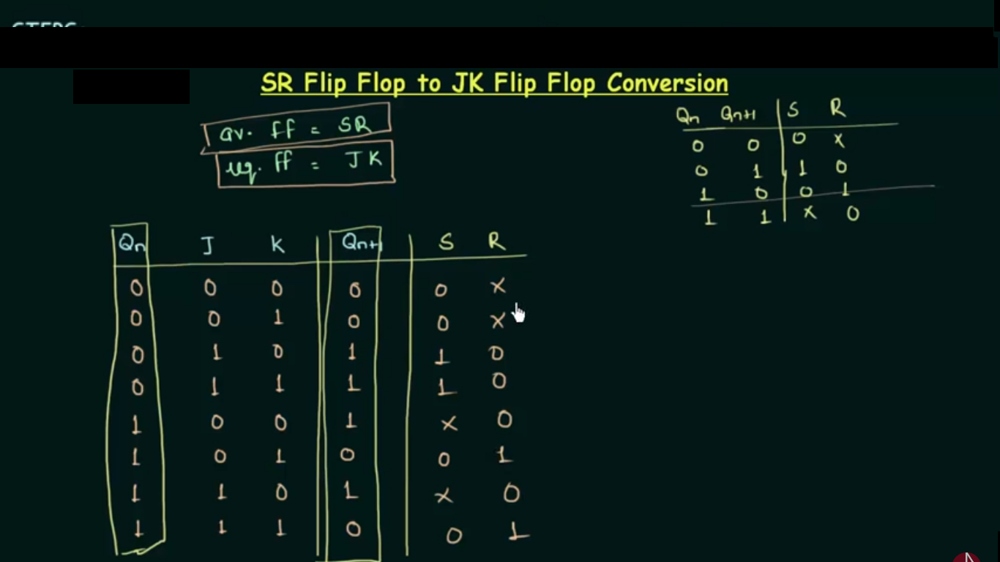 SR Flip Flop to JK Flip Flop Conversion
av. ff = SR
req. ff = JK
Qn Qn+1 S R
0 0 0 x
0 1 1 0
1 0 0 1
1 1 x 0
Qn J K Qn+1 S R
0 0 0 0 0 x
0 0 1 0 0 x
0 1 0 1 1 0
0 1 1 1 1 0
1 0 0 1 x 0
1 0 1 0 0 1
1 1 0 1 x 0
1 1 1 0 0 1